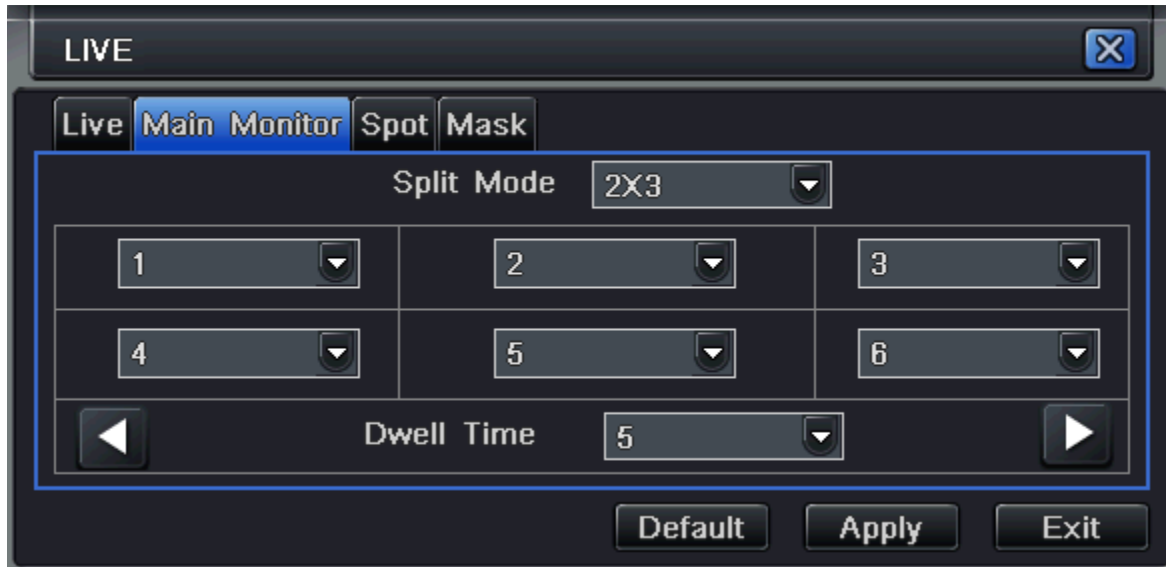 LIVE
Live Main Monitor Spot Mask
Split Mode 2X3
1 2 3
4 5 6
Dwell Time 5
Default Apply Exit